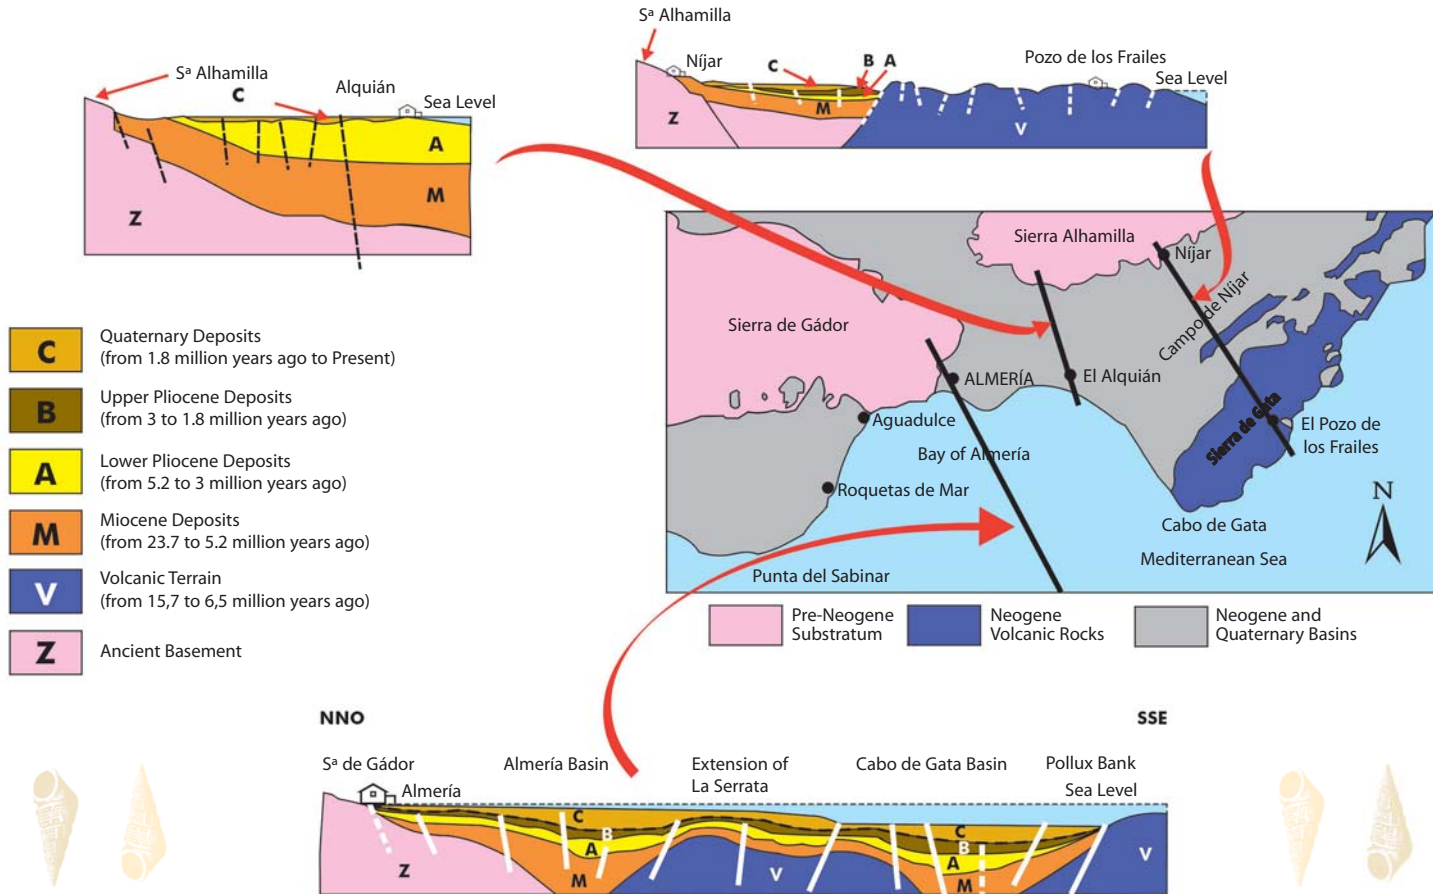 Sª Alhamilla
C
Alquián
Sea Level
A
M
Z
Sª Alhamilla
Níjar
C
B
A
Pozo de los Frailes
Sea Level
M
Z
V
C
Quaternary Deposits
(from 1.8 million years ago to Present)
B
Upper Pliocene Deposits
(from 3 to 1.8 million years ago)
A
Lower Pliocene Deposits
(from 5.2 to 3 million years ago)
M
Miocene Deposits
(from 23.7 to 5.2 million years ago)
V
Volcanic Terrain
(from 15,7 to 6,5 million years ago)
Z
Ancient Basement
Sierra Alhamilla
Níjar
Sierra de Gádor
Campo de Níjar
ALMERÍA
El Alquián
Aguadulce
Sierra de Gata
El Pozo de
los Frailes
Bay of Almería
Roquetas de Mar
N
Cabo de Gata
Mediterranean Sea
Punta del Sabinar
Pre-Neogene
Substratum
Neogene
Volcanic Rocks
Neogene and
Quaternary Basins
NNO
SSE
Sª de Gádor
Almería Basin
Extension of
La Serrata
Cabo de Gata Basin
Pollux Bank
Sea Level
Almería
C
B
A
M
Z
V
C
B
A
M
V